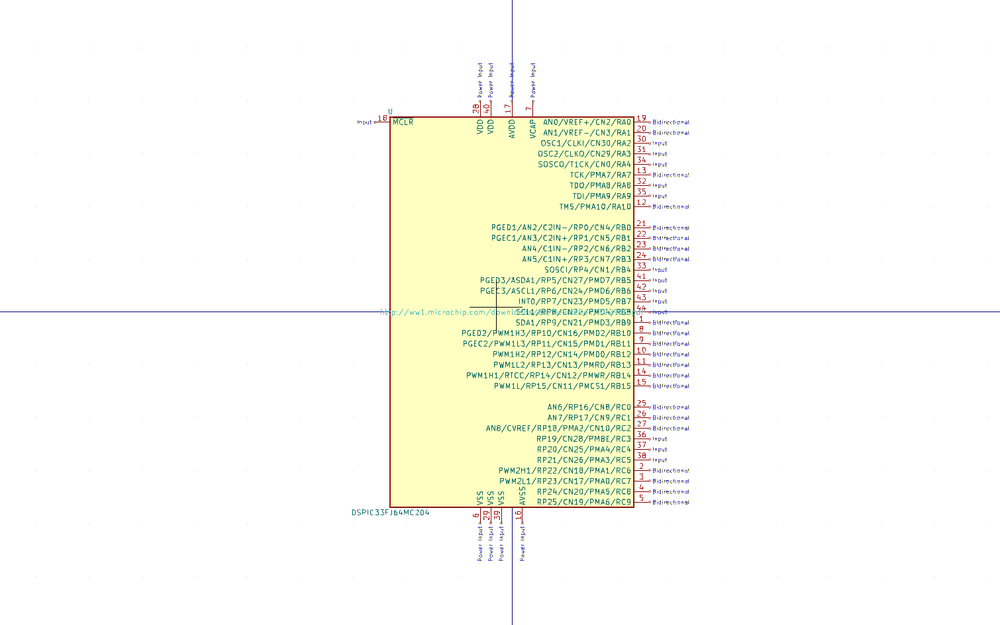 Power Input Power Input Power Input Power Input
28 40 17 7
U
Input 18 MCLR
VDD VDD AVDD VCAP
AN0/VREF+/CN2/RA0 19 Bidirectional
AN1/VREF-/CN3/RA1 20 Bidirectional
OSC1/CLKI/CN30/RA2 30 Input
OSC2/CLKO/CN29/RA3 31 Input
SOSCO/T1CK/CN0/RA4 34 Input
TCK/PMA7/RA7 13 Bidirectional
TDO/PMA8/RA8 32 Input
TDI/PMA9/RA9 35 Input
TMS/PMA10/RA10 12 Bidirectional
PGED1/AN2/C2IN-/RP0/CN4/RB0 21 Bidirectional
PGEC1/AN3/C2IN+/RP1/CN5/RB1 22 Bidirectional
AN4/C1IN-/RP2/CN6/RB2 23 Bidirectional
AN5/C1IN+/RP3/CN7/RB3 24 Bidirectional
SOSCI/RP4/CN1/RB4 33 Input
PGED3/ASDA1/RP5/CN27/PMD7/RB5 41 Input
PGEC3/ASCL1/RP6/CN24/PMD6/RB6 42 Input
INT0/RP7/CN23/PMD5/RB7 43 Input
http://ww1.microchip.com/down
44 Input
SDA1/RP9/CN21/PMD3/RB9 1 Bidirectional
PGED2/PWM1H3/RP10/CN16/PMD2/RB10 8 Bidirectional
PGEC2/PWM1L3/RP11/CN15/PMD1/RB11 9 Bidirectional
PWM1H2/RP12/CN14/PMD0/RB12 10 Bidirectional
PWM1L2/RP13/CN13/PMRD/RB13 11 Bidirectional
PWM1H1/RTCC/RP14/CN12/PMWR/RB14 14 Bidirectional
PWM1L/RP15/CN11/PMCS1/RB15 15 Bidirectional
AN6/RP16/CN8/RC0 25 Bidirectional
AN7/RP17/CN9/RC1 26 Bidirectional
AN8/CVREF/RP18/PMA2/CN10/RC2 27 Bidirectional
RP19/CN28/PMBE/RC3 36 Input
RP20/CN25/PMA4/RC4 37 Input
RP21/CN26/PMA3/RC5 38 Input
PWM2H1/RP22/CN18/PMA1/RC6 2 Bidirectional
PWM2L1/RP23/CN17/PMA0/RC7 3 Bidirectional
RP24/CN20/PMA5/RC8 4 Bidirectional
RP25/CN19/PMA6/RC9 5 Bidirectional
VSS VSS VSS AVSS
DSPIC33FJ64MC204
6 29 39 16
Power Input Power Input Power Input Power Input